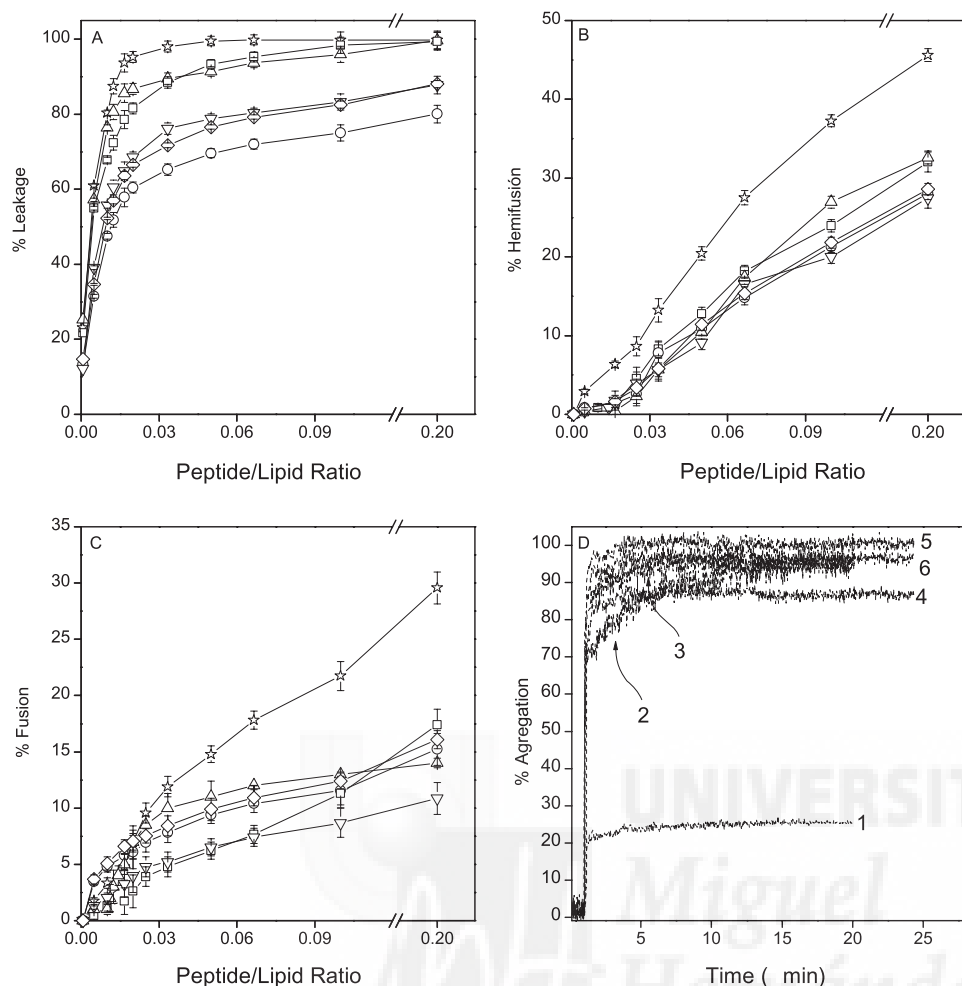 A
% Leakage
100
80
60
40
20
0
0.00 0.03 0.06 0.09 0.20
Peptide/Lipid Ratio
B
% Hemifusión
50
40
30
20
10
0
0.00 0.03 0.06 0.09 0.20
Peptide/Lipid Ratio
C
% Fusion
35
30
25
20
15
10
5
0
0.00 0.03 0.06 0.09 0.20
Peptide/Lipid Ratio
D
% Agregation
100
90
80
70
60
50
40
30
20
10
0
5
6
4
3
2
1
5 10 15 20 25
Time ( min)
UNIVERSIT
Miguel